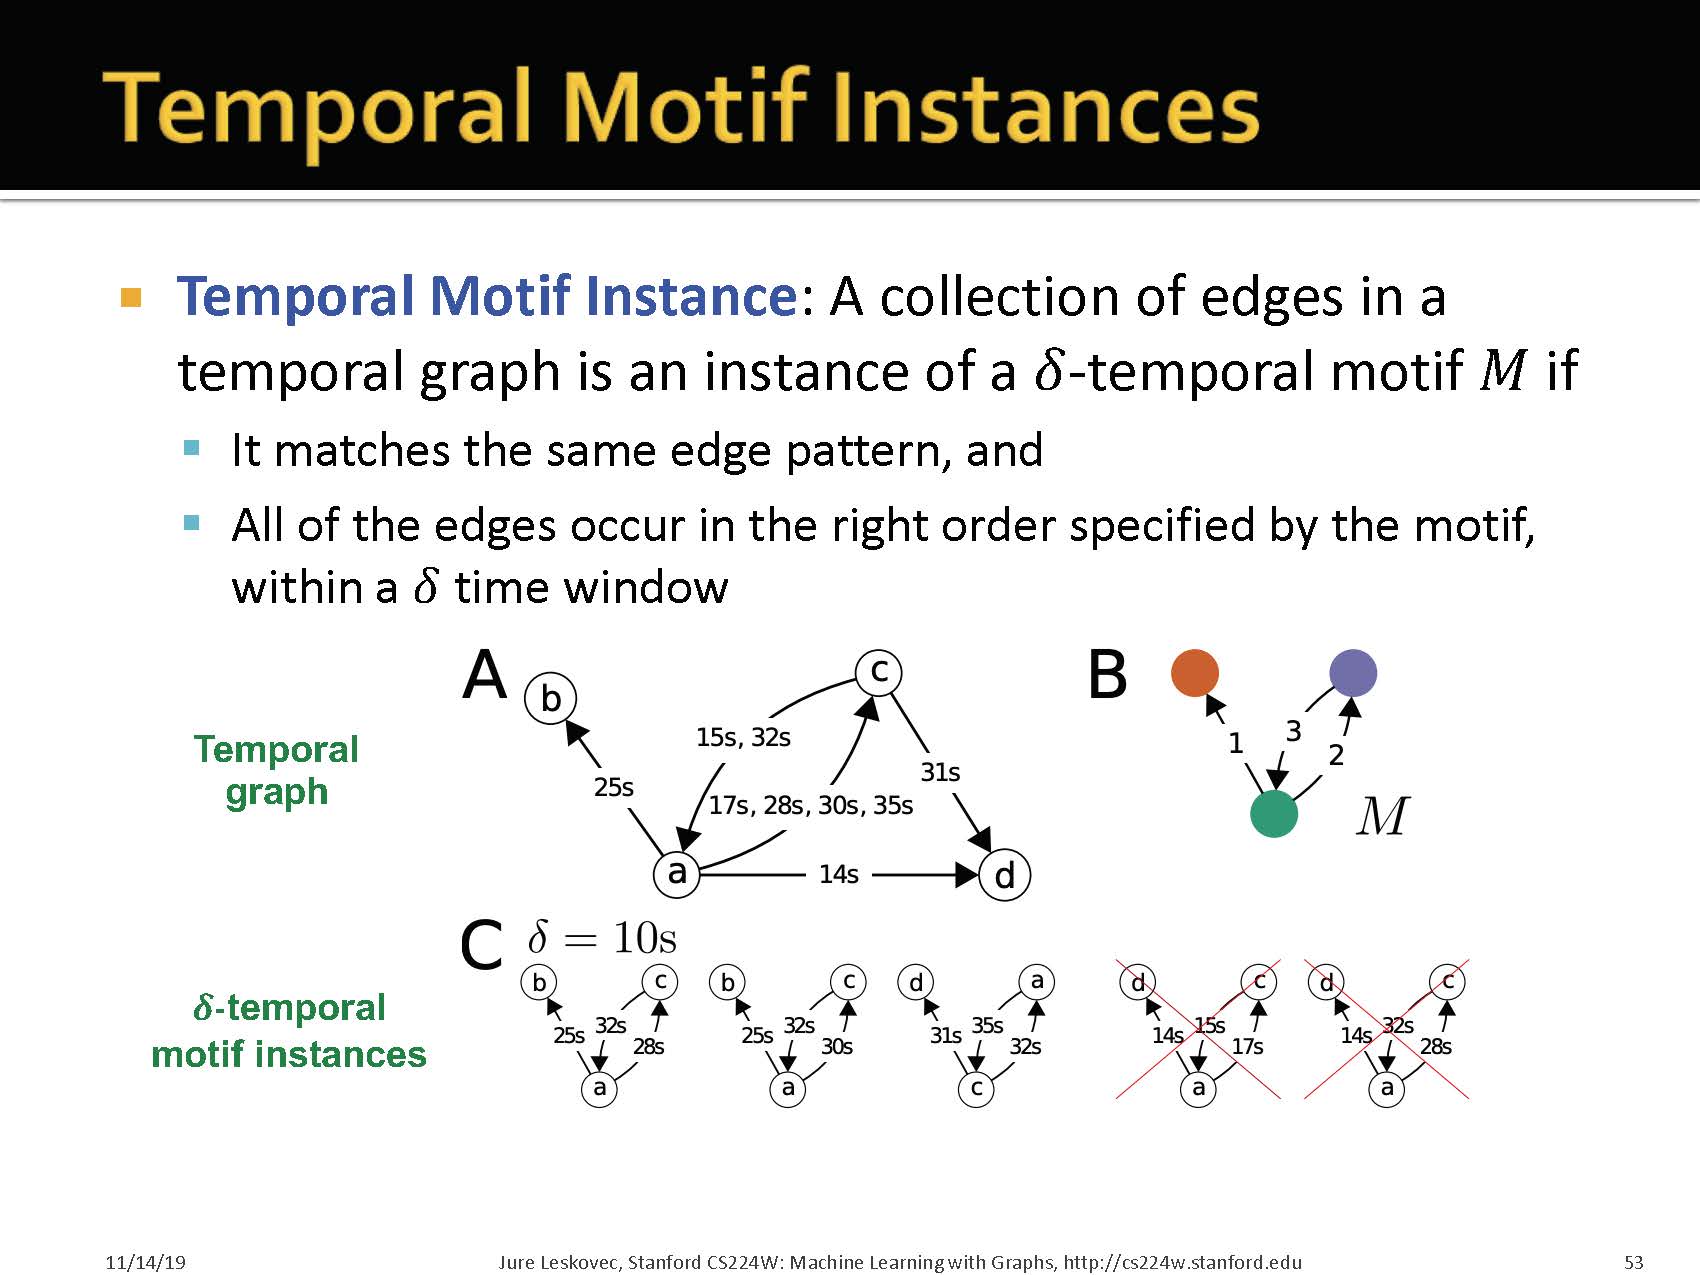 Temporal Motif Instances
Temporal Motif Instance: A collection of edges in a
temporal graph is an instance of a δ-temporal motif M if
It matches the same edge pattern, and
All of the edges occur in the right order specified by the motif,
within a δ time window
Temporal
graph
A
b
c
15s, 32s
25s
17s, 28s, 30s, 35s
31s
a
14s
d
B
1
3
2
M
C δ = 10s
δ-temporal
motif instances
b
c
25s
32s
28s
a
b
c
25s
32s
30s
a
d
a
31s
35s
32s
c
d
c
14s
15s
17s
a
d
c
14s
32s
28s
a
11/14/19
Jure Leskovec, Stanford CS224W: Machine Learning with Graphs, http://cs224w.stanford.edu
53